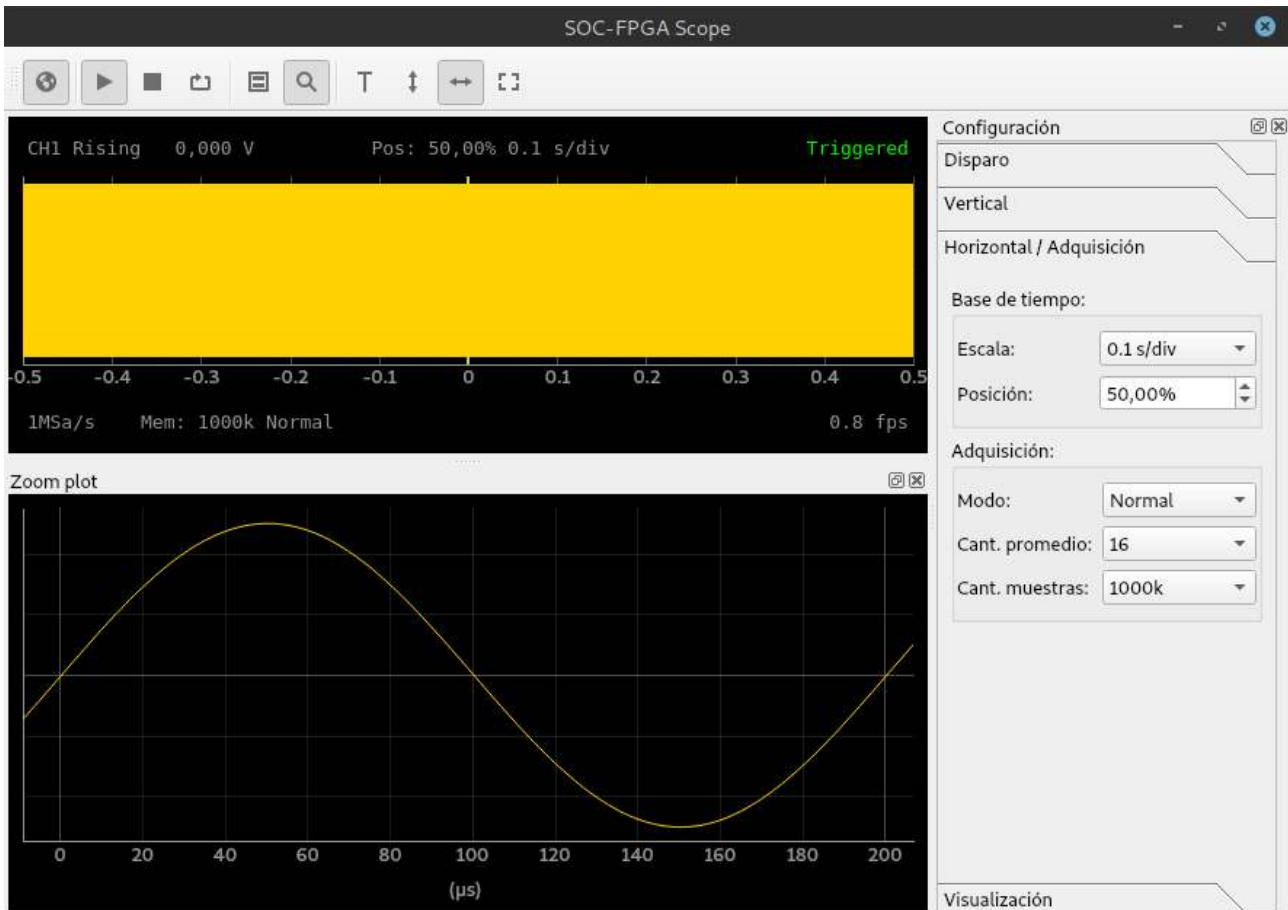 SOC-FPGA Scope
T
CH1 Rising 0,000 V Pos: 50,00% 0.1 s/div Triggered
-0.5 -0.4 -0.3 -0.2 -0.1 0 0.1 0.2 0.3 0.4 0.5
1MSa/s Mem: 1000k Normal 0.8 fps
Zoom plot
0 20 40 60 80 100 120 140 160 180 200
(µs)
Configuración
Disparo
Vertical
Horizontal / Adquisición
Base de tiempo:
Escala: 0.1 s/div
Posición: 50,00%
Adquisición:
Modo: Normal
Cant. promedio: 16
Cant. muestras: 1000k
Visualización